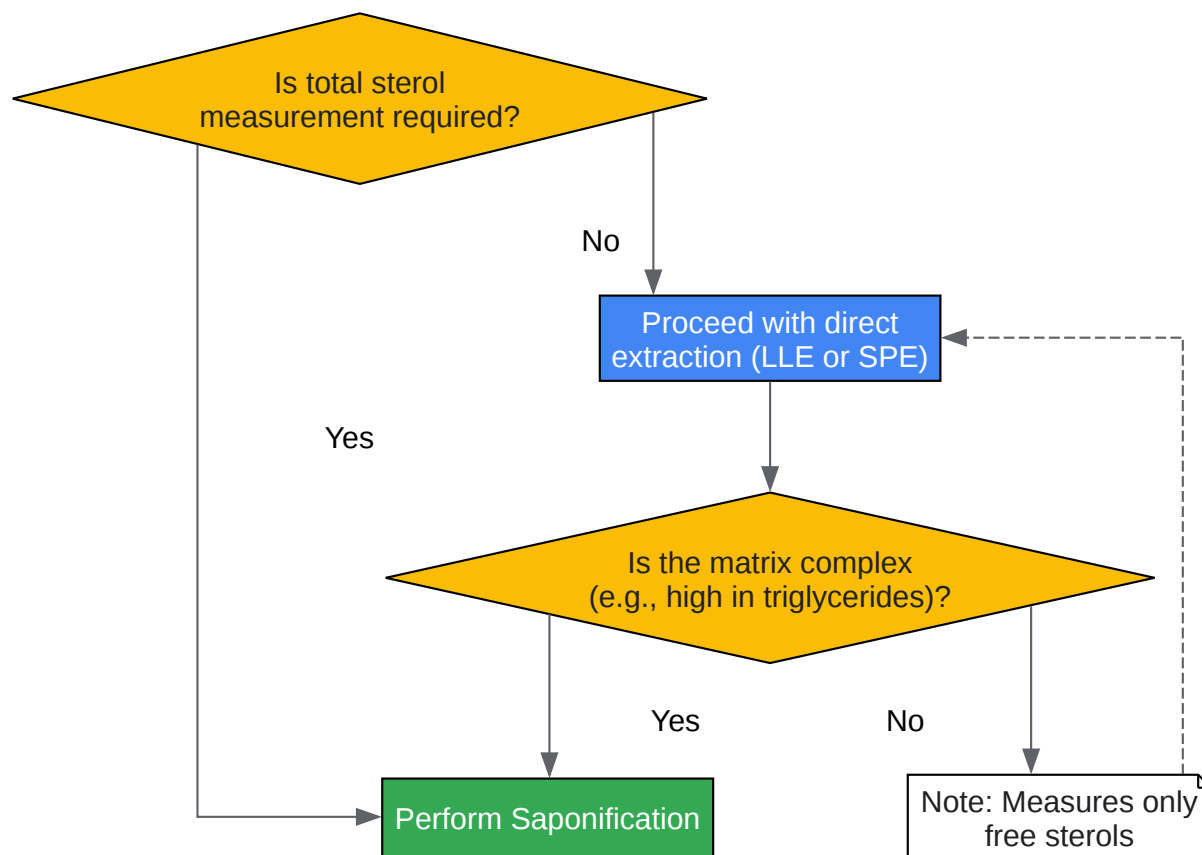 Is total sterol
measurement required?
No
Proceed with direct
extraction (LLE or SPE)
Yes
Is the matrix complex
(e.g., high in triglycerides)?
Yes
No
Perform Saponification
Note: Measures only
free sterols